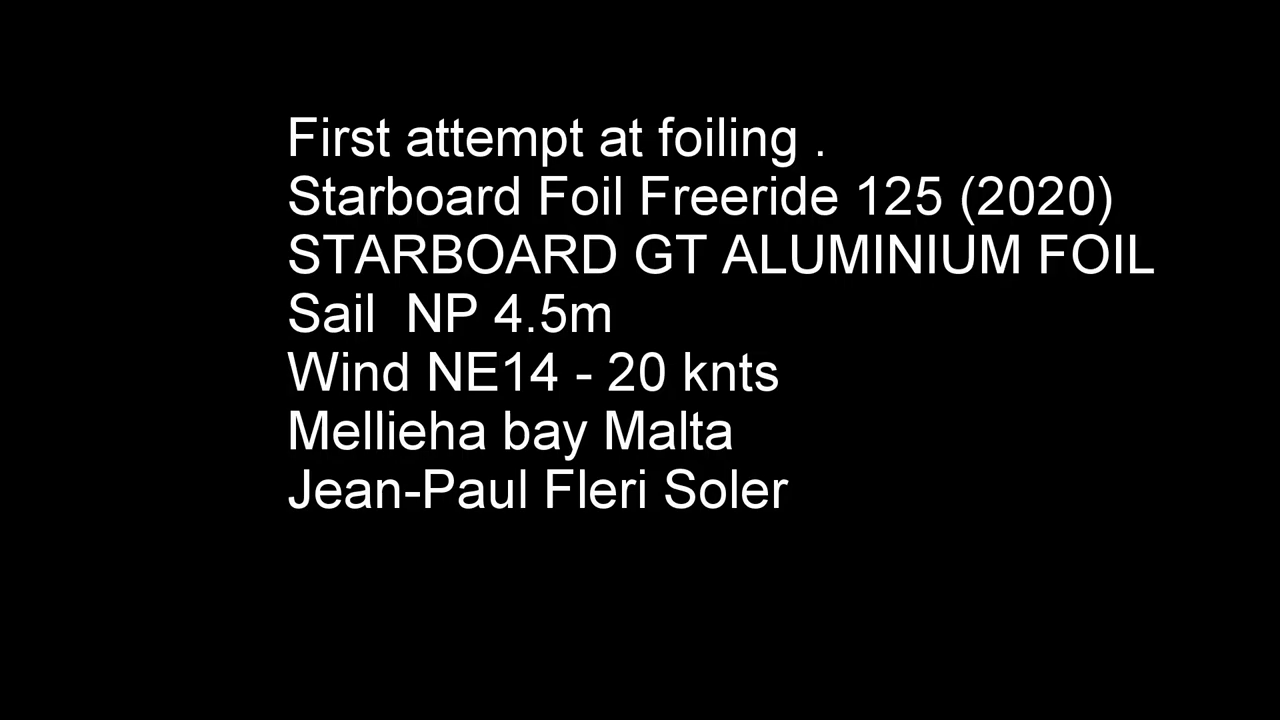 First attempt at foiling .
Starboard Foil Freeride 125 (2020)
STARBOARD GT ALUMINIUM FOIL
Sail  NP 4.5m
Wind NE14 - 20 knts
Mellieha bay Malta
Jean-Paul Fleri Soler